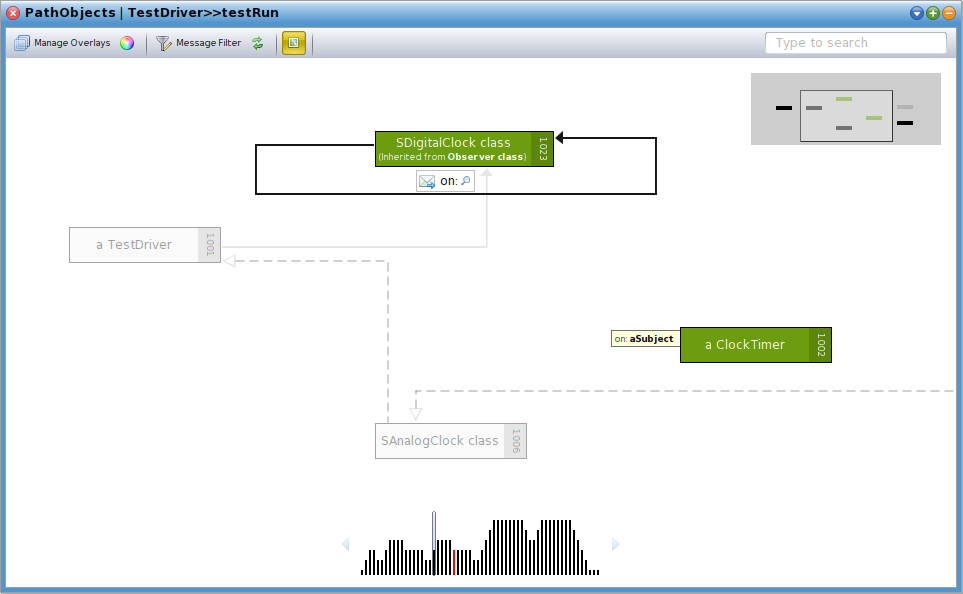 PathObjects | TestDriver>>testRun
Manage Overlays
Message Filter
Type to search
SDigitalClock class
(Inherited from Observer class)
1023
on:
a TestDriver
1001
on: aSubject
a ClockTimer
1002
SAnalogClock class
1006